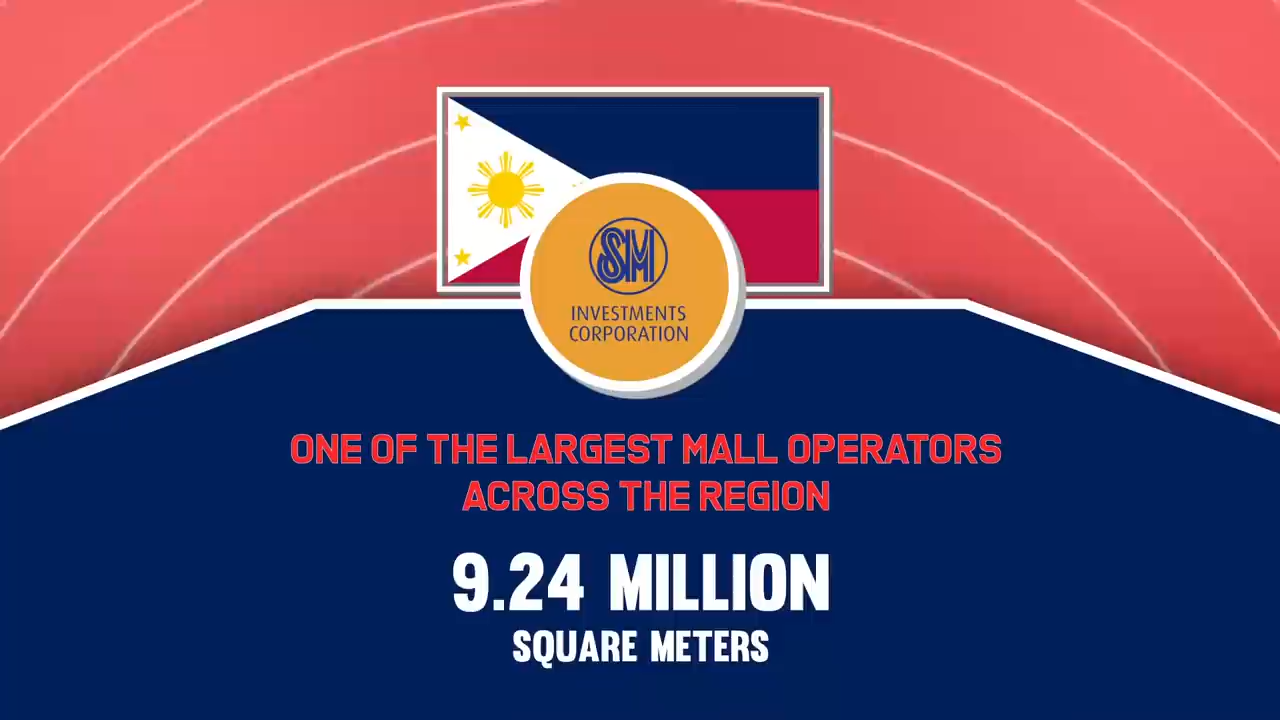 SM
INVESTMENTS
CORPORATION
ONE OF THE LARGEST MALL OPERATORS
ACROSS THE REGION
9.24 MILLION
SQUARE METERS